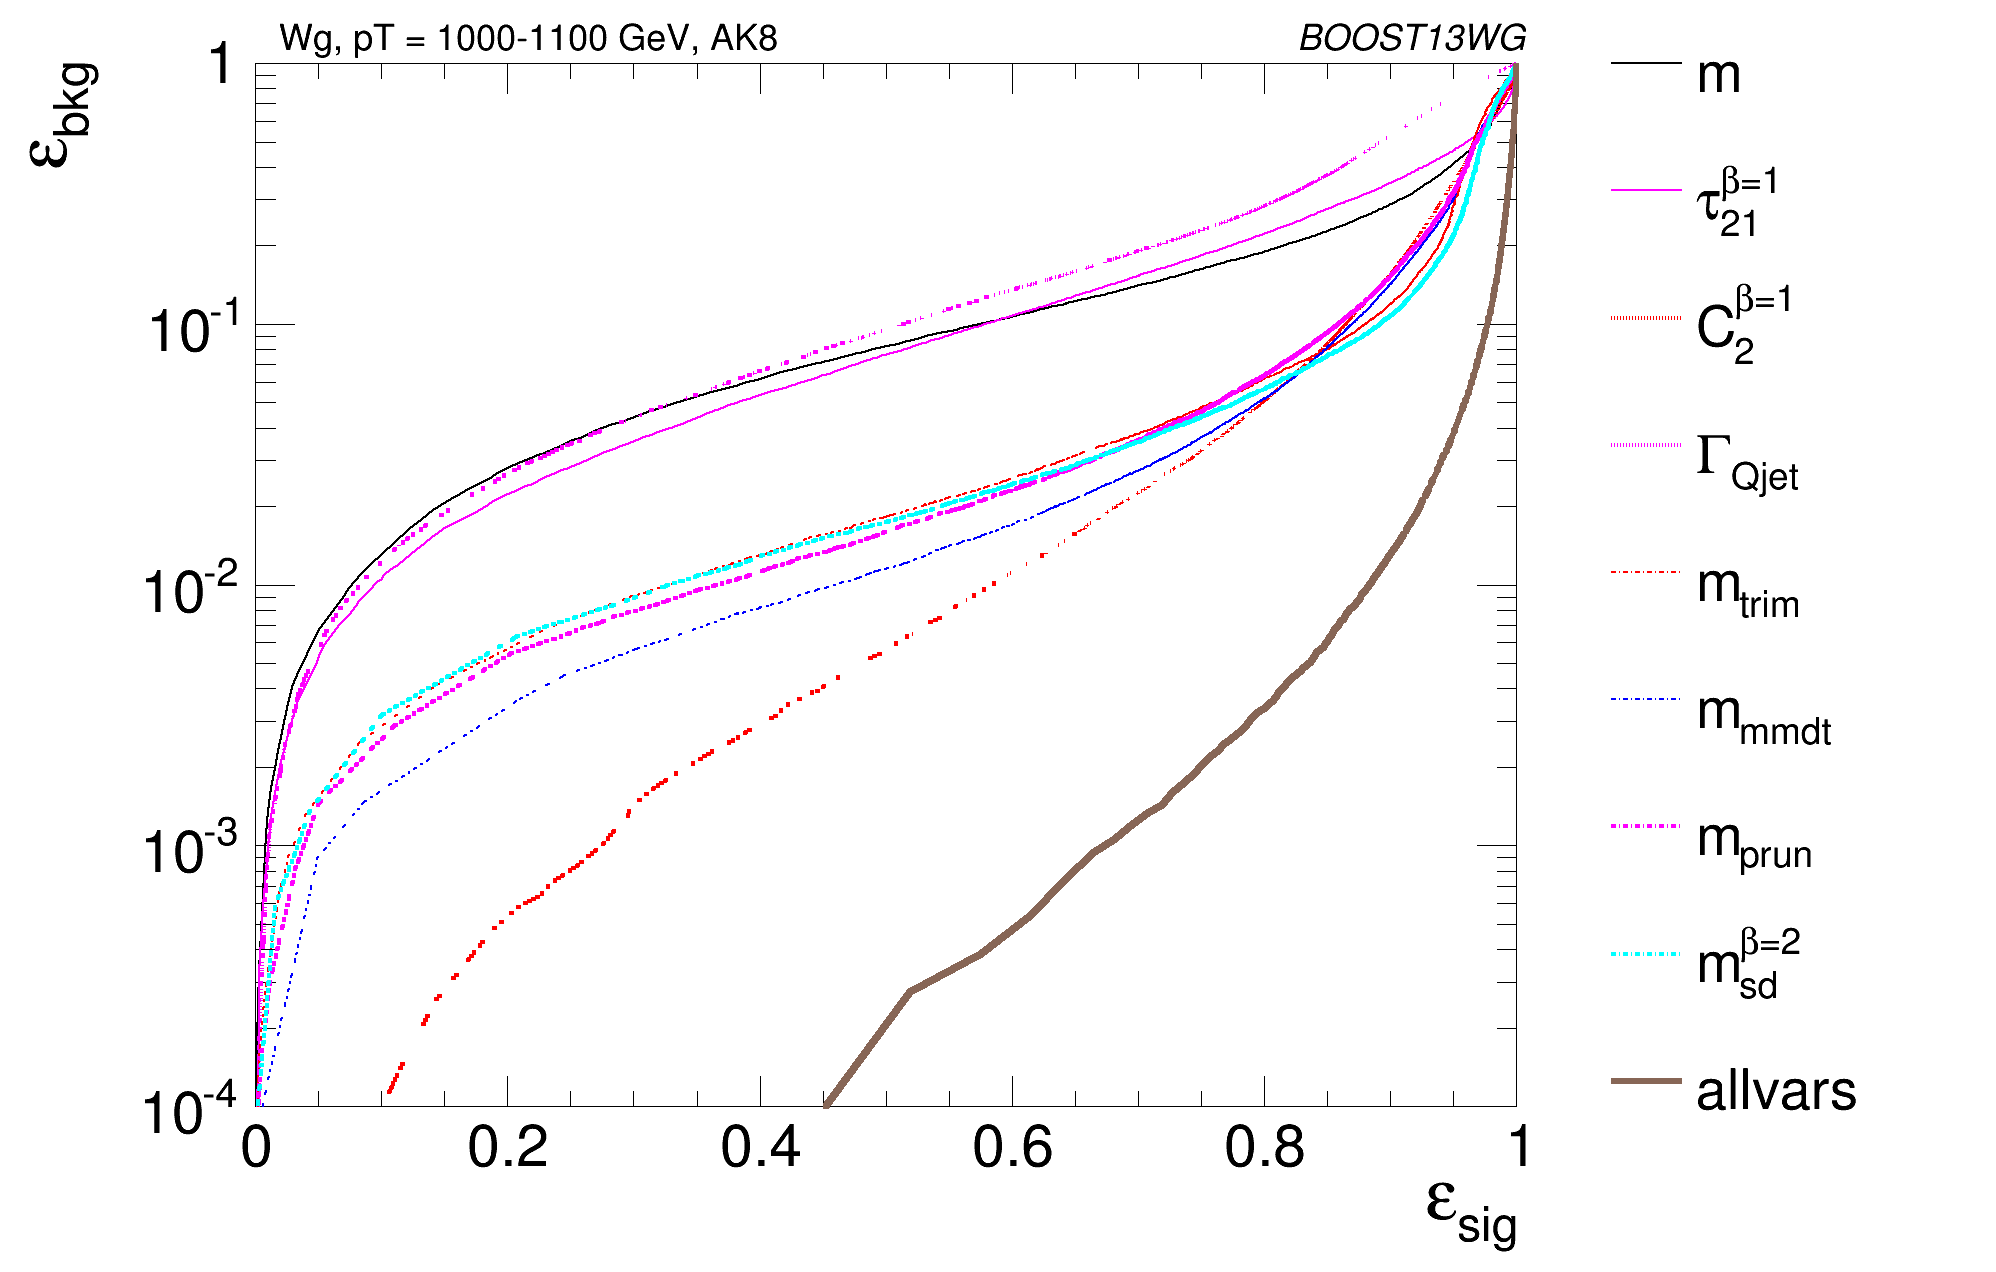 Wg, pT = 1000-1100 GeV, AK8 BOOST13WG
ε_bkg
1
10^-1
10^-2
10^-3
10^-4
0 0.2 0.4 0.6 0.8 1
ε_sig
m
τ_21^β=1
C_2^β=1
Γ_Qjet
m_trim
m_mmdt
m_prun
m_sd^β=2
allvars